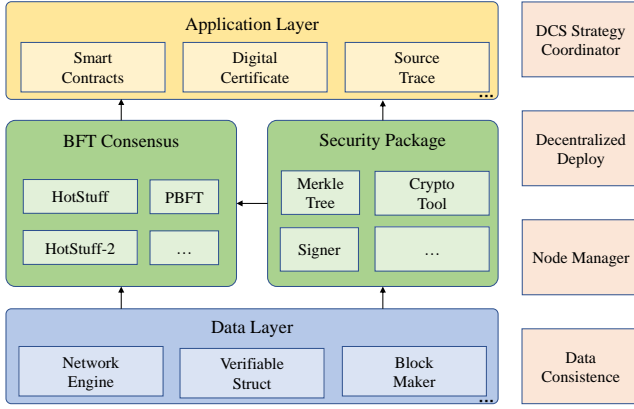 Application Layer
Smart
Contracts
Digital
Certificate
Source
Trace
...
BFT Consensus
HotStuff
PBFT
HotStuff-2
...
Security Package
Merkle
Tree
Crypto
Tool
Signer
...
Data Layer
Network
Engine
Verifiable
Struct
Block
Maker
...
DCS Strategy
Coordinator
Decentralized
Deploy
Node Manager
Data
Consistence